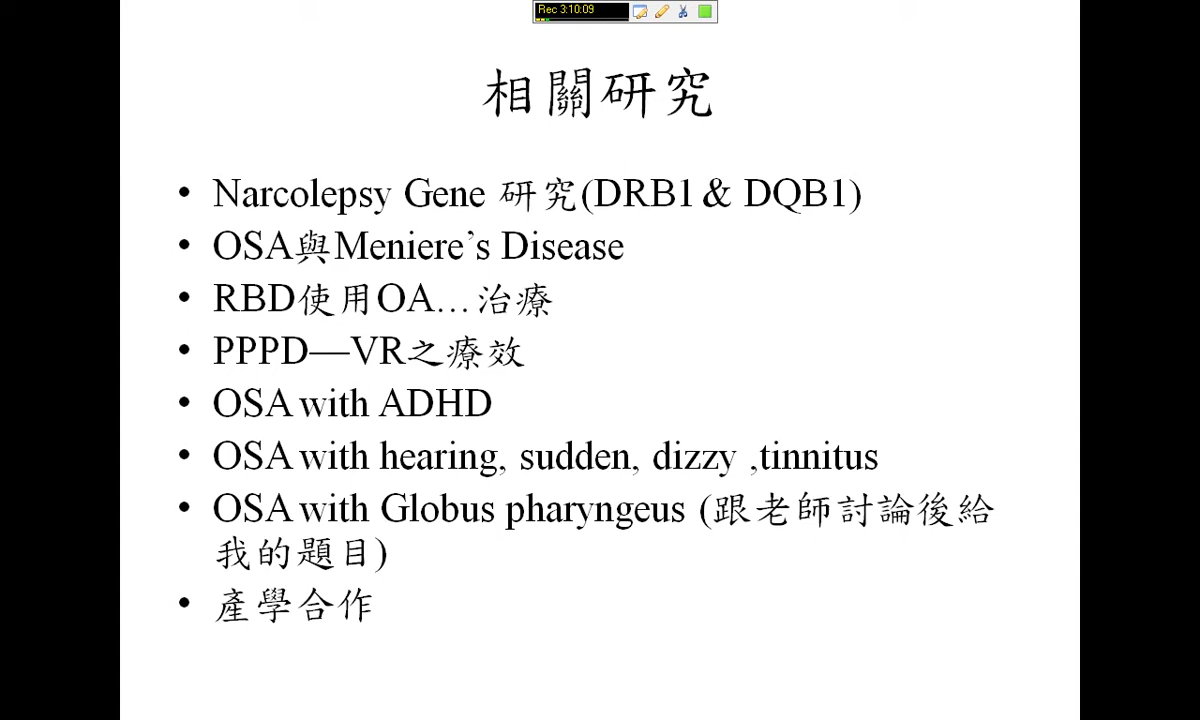 Rec 3:10:09
相關研究
• Narcolepsy Gene 研究(DRB1 & DQB1)
• OSA與Meniere’s Disease
• RBD使用OA…治療
• PPPD—VR之療效
• OSA with ADHD
• OSA with hearing, sudden, dizzy ,tinnitus
• OSA with Globus pharyngeus (跟老師討論後給
我的題目)
• 產學合作